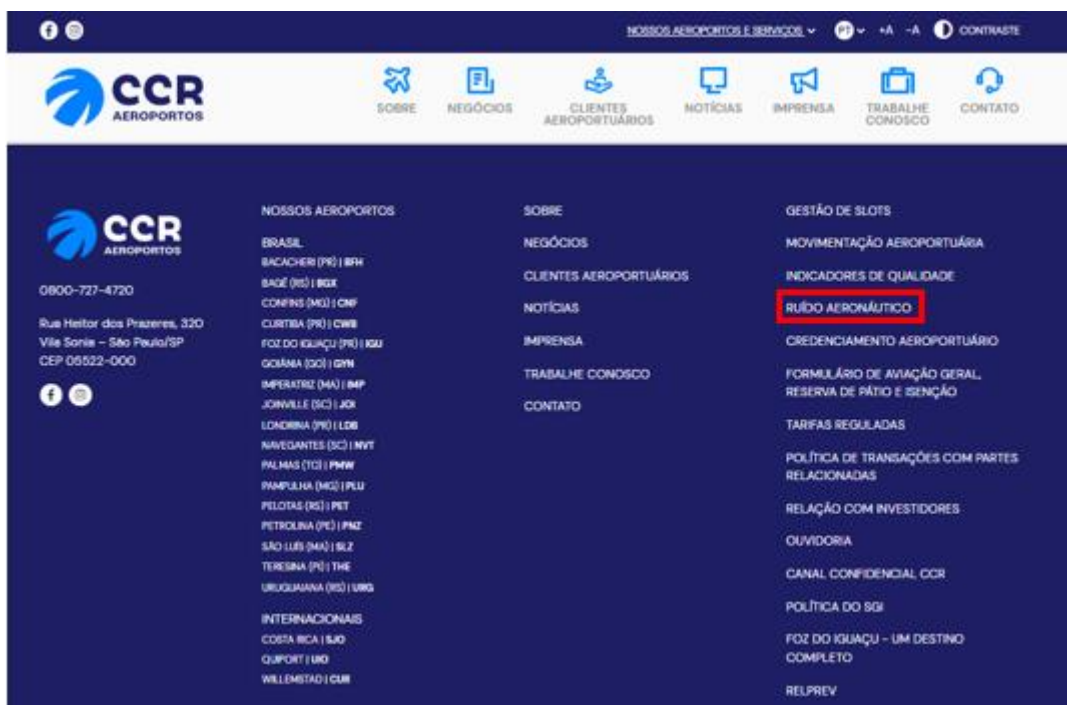 NOSSOS AEROPORTOS E SERVIÇOS
PT
+A -A
CONTRASTE
CCR
AEROPORTOS
SOBRE
NEGÓCIOS
CLIENTES
AEROPORTUÁRIOS
NOTÍCIAS
IMPRENSA
TRABALHE
CONOSCO
CONTATO
CCR
AEROPORTOS
0800-727-4720
Rua Heitor dos Prazeres, 320
Vila Sonia – São Paulo/SP
CEP 05522-000
NOSSOS AEROPORTOS
BRASIL
BACACHERI (PR) | BFH
BAGÉ (RS) | BGX
CONFINS (MG) | CNF
CURITIBA (PR) | CWB
FOZ DO IGUAÇU (PR) | IGU
GOIÂNIA (GO) | GYN
IMPERATRIZ (MA) | IMP
JOINVILLE (SC) | JOI
LONDRINA (PR) | LDB
NAVEGANTES (SC) | NVT
PALMAS (TO) | PMW
PAMPULHA (MG) | PLU
PELOTAS (RS) | PET
PETROLINA (PE) | PNZ
SÃO LUÍS (MA) | SLZ
TERESINA (PI) | THE
URUGUAIANA (RS) | URG
INTERNACIONAIS
COSTA RICA | SJO
QUIPORT | UIO
WILLEMSTAD | CUR
SOBRE
NEGÓCIOS
CLIENTES AEROPORTUÁRIOS
NOTÍCIAS
IMPRENSA
TRABALHE CONOSCO
CONTATO
GESTÃO DE SLOTS
MOVIMENTAÇÃO AEROPORTUÁRIA
INDICADORES DE QUALIDADE
RUÍDO AERONÁUTICO
CREDENCIAMENTO AEROPORTUÁRIO
FORMULÁRIO DE AVIAÇÃO GERAL,
RESERVA DE PÁTIO E ISENÇÃO
TARIFAS REGULADAS
POLÍTICA DE TRANSAÇÕES COM PARTES
RELACIONADAS
RELAÇÃO COM INVESTIDORES
OUVIDORIA
CANAL CONFIDENCIAL CCR
POLÍTICA DO SGI
FOZ DO IGUAÇU – UM DESTINO
COMPLETO
RELPREV